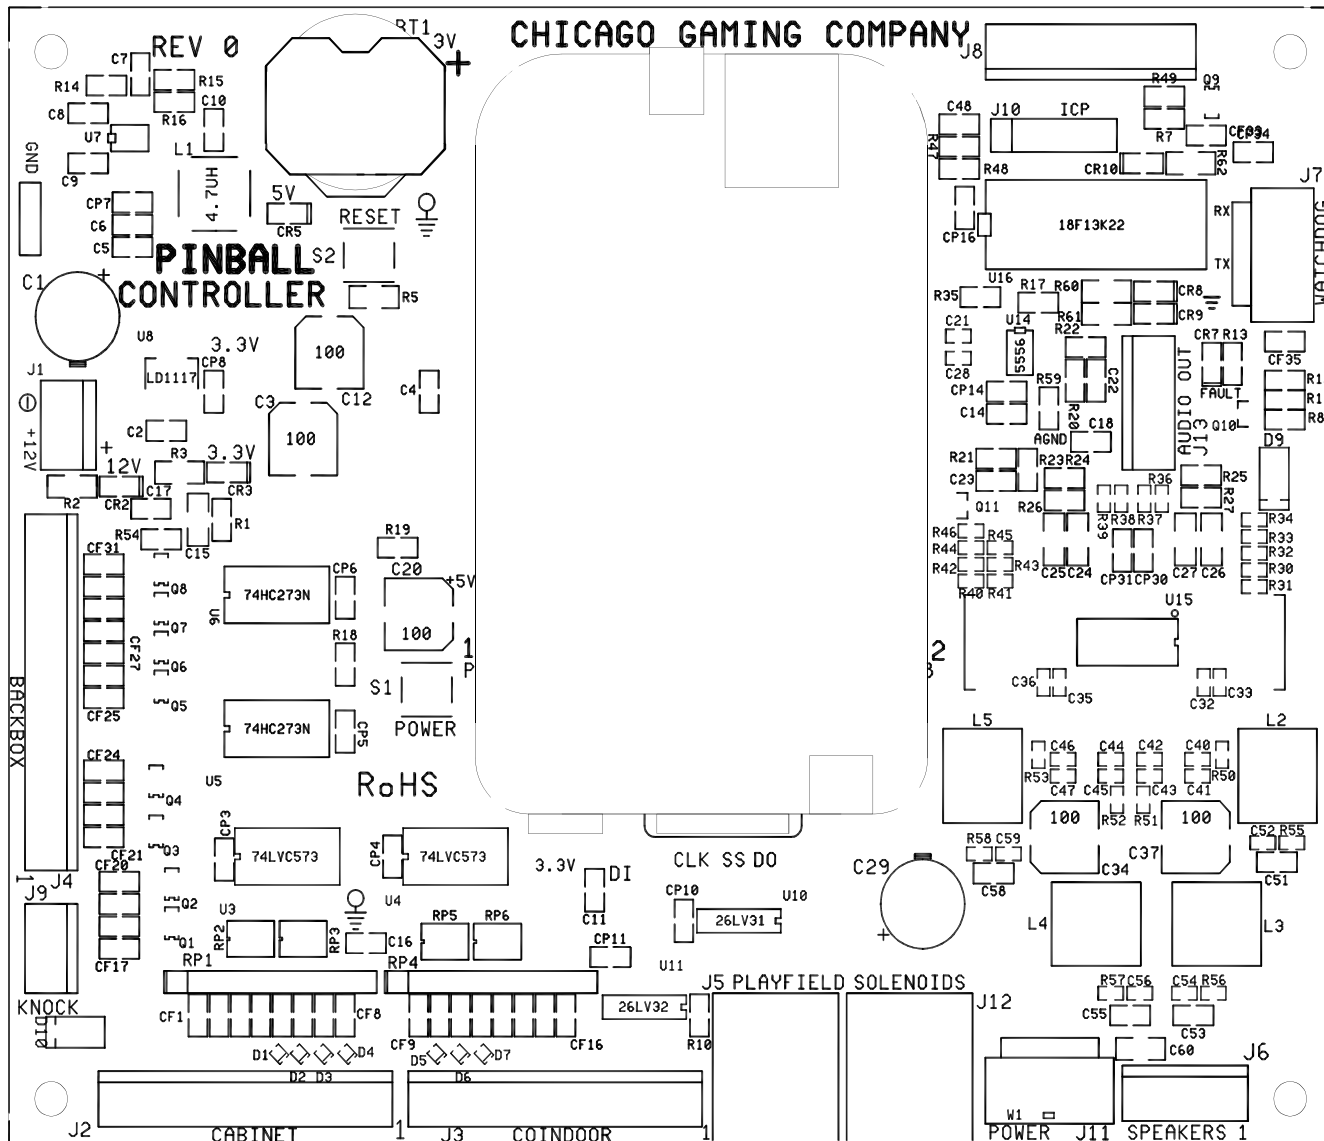 CHICAGO GAMING COMPANY
REV 0
BT1
3V
+
J8
C7
R14
R15
C8
R16
C10
U7
L1
4.7UH
GND
C9
CP7
C6
C5
5V
CR5
RESET
S2
R5
PINBALL
CONTROLLER
C1
+
U8
3.3V
CP8
LD1117
100
C12
C4
C3
100
J1
+12V
+
C2
R3
3.3V
CR3
12V
R2
CR2
C17
R1
R54
C15
R19
CF31
Q8
Q7
CF27
Q6
Q5
CF25
74HC273N
U6
CP6
C20
+5V
100
R18
S1
POWER
1
P
74HC273N
CP5
U5
RoHS
BACKBOX
CF24
Q4
Q3
CF21
CF20
Q2
Q1
CF17
1
J4
J9
KNOCK
D10
CP3
74LVC573
U3
CP4
74LVC573
U4
RP2
RP3
C16
RP5
RP6
RP1
RP4
CF1
CF8
CF9
CF16
D1
D2
D3
D4
D5
D6
D7
J2
CABINET
1
J3
COINDOOR
1
3.3V
DI
C11
CP11
CLK SS DO
CP10
26LV31
U10
U11
26LV32
R10
J5 PLAYFIELD SOLENOIDS
J12
C29
+
R49
Q9
C48
J10
ICP
R7
R47
R48
CR10
R62
J7
CP16
18F13K22
RX
TX
U16
R35
R17
R60
R61
CR8
CR9
C21
C28
U14
5556
R22
C22
R20
R59
AGND
CP14
C14
C18
AUDIO OUT
J13
CR7
R13
FAULT
Q10
CF35
R1
R1
R8
D9
R21
C23
R23
R24
R26
Q11
R36
R25
R27
R39
R38
R37
R46
R45
R44
R43
R42
R40
R41
C25
C24
CP31
CP30
C27
C26
R34
R33
R32
R30
R31
U15
2
C36
C35
C32
C33
L5
L2
R53
C46
C47
C44
C45
C42
C43
C40
C41
R50
R52
R51
100
C34
100
C37
R58
C59
C58
C52
R55
C51
L4
L3
R57
C56
C55
C54
R56
C53
C60
J6
W1
POWER
J11
SPEAKERS 1